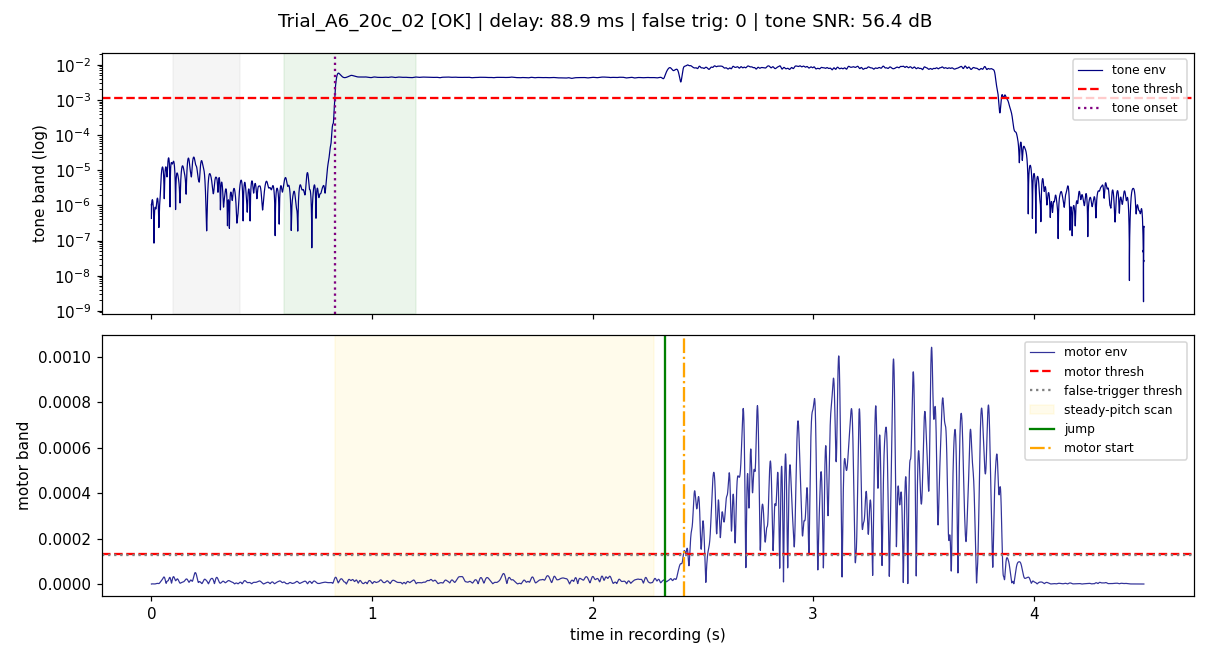 Trial_A6_20c_02 [OK] | delay: 88.9 ms | false trig: 0 | tone SNR: 56.4 dB
tone band (log)
10⁻²
10⁻³
10⁻⁴
10⁻⁵
10⁻⁶
10⁻⁷
10⁻⁸
10⁻⁹
tone env
tone thresh
tone onset
motor band
0.0010
0.0008
0.0006
0.0004
0.0002
0.0000
motor env
motor thresh
false-trigger thresh
steady-pitch scan
jump
motor start
0 1 2 3 4
time in recording (s)